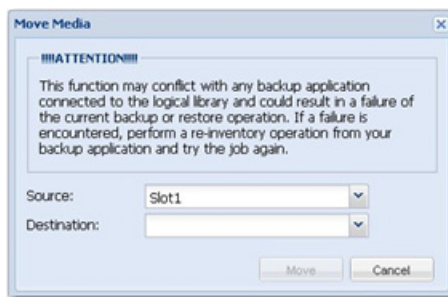 Move Media
!!!!ATTENTION!!!!
This function may conflict with any backup application
connected to the logical library and could result in a failure of
the current backup or restore operation. If a failure is
encountered, perform a re-inventory operation from your
backup application and try the job again.
Source: Slot1
Destination:
Move Cancel